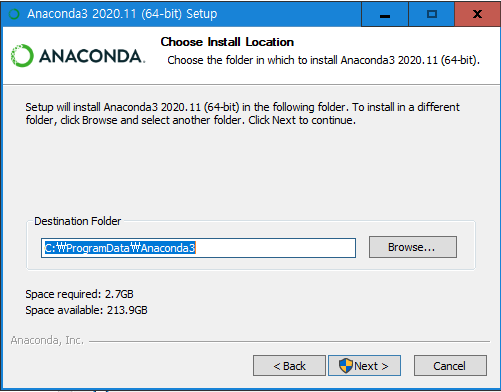 Anaconda3 2020.11 (64-bit) Setup
ANACONDA.
Choose Install Location
Choose the folder in which to install Anaconda3 2020.11 (64-bit).
Setup will install Anaconda3 2020.11 (64-bit) in the following folder. To install in a different
folder, click Browse and select another folder. Click Next to continue.
Destination Folder
C:₩ProgramData₩Anaconda3
Browse...
Space required: 2.7GB
Space available: 213.9GB
Anaconda, Inc.
< Back
Next >
Cancel